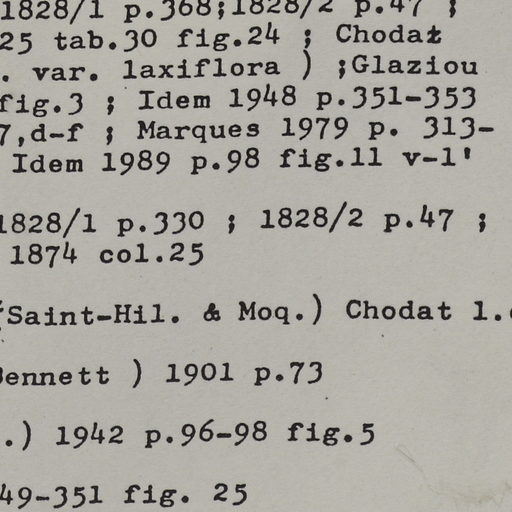 1828/1 p.368;1828/2 p.47 ;
25 tab.30 fig.24 ; Chodat
. var. laxiflora ) ;Glaziou
fig.3 ; Idem 1948 p.351-353
7,d-f ; Marques 1979 p. 313-
Idem 1989 p.98 fig.11 v-1'
1828/1 p.330 ; 1828/2 p.47 ;
1874 col.25
(Saint-Hil. & Moq.) Chodat l.
Bennett ) 1901 p.73
.) 1942 p.96-98 fig.5
49-351 fig. 25